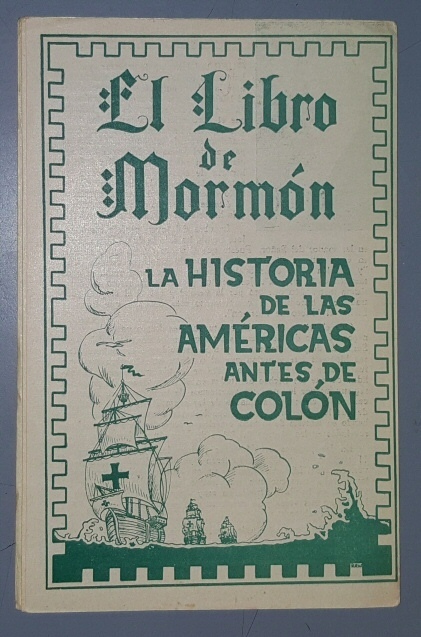 El Libro
de
Mormón
LA HISTORIA
DE LAS
AMÉRICAS
ANTES DE
COLÓN